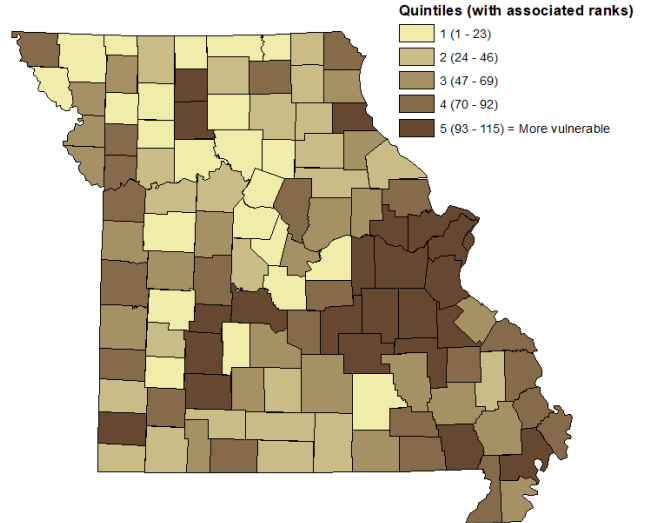 Quintiles (with associated ranks)
1 (1 - 23)
2 (24 - 46)
3 (47 - 69)
4 (70 - 92)
5 (93 - 115) = More vulnerable